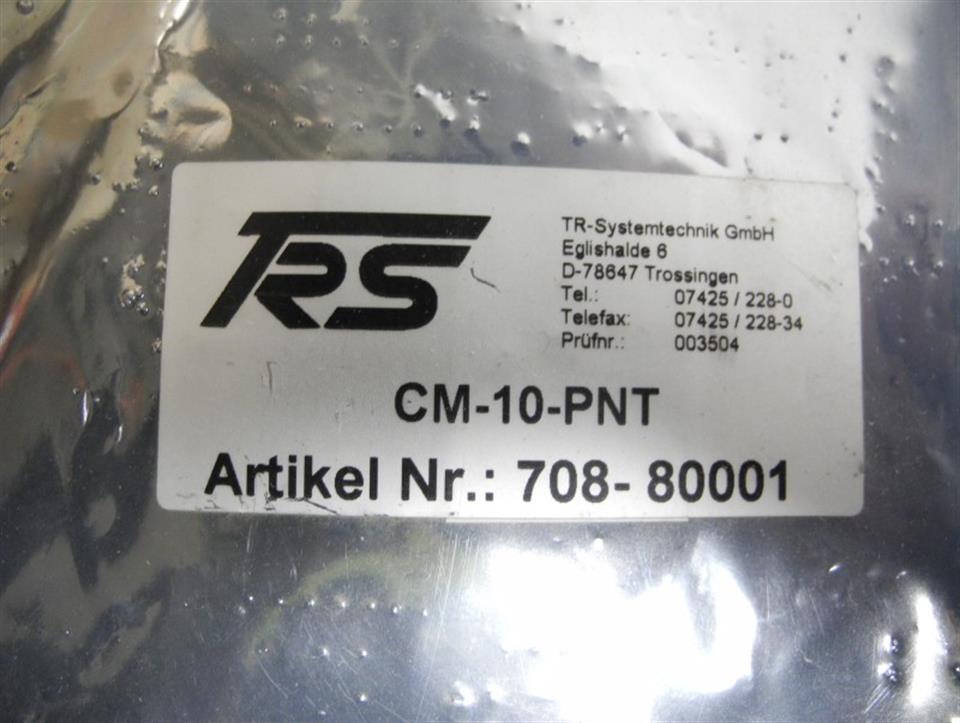 TRS
TR-Systemtechnik GmbH
Eglishalde 6
D-78647 Trossingen
Tel.: 07425 / 228-0
Telefax: 07425 / 228-34
Prüfnr.: 003504
CM-10-PNT
Artikel Nr.: 708- 80001